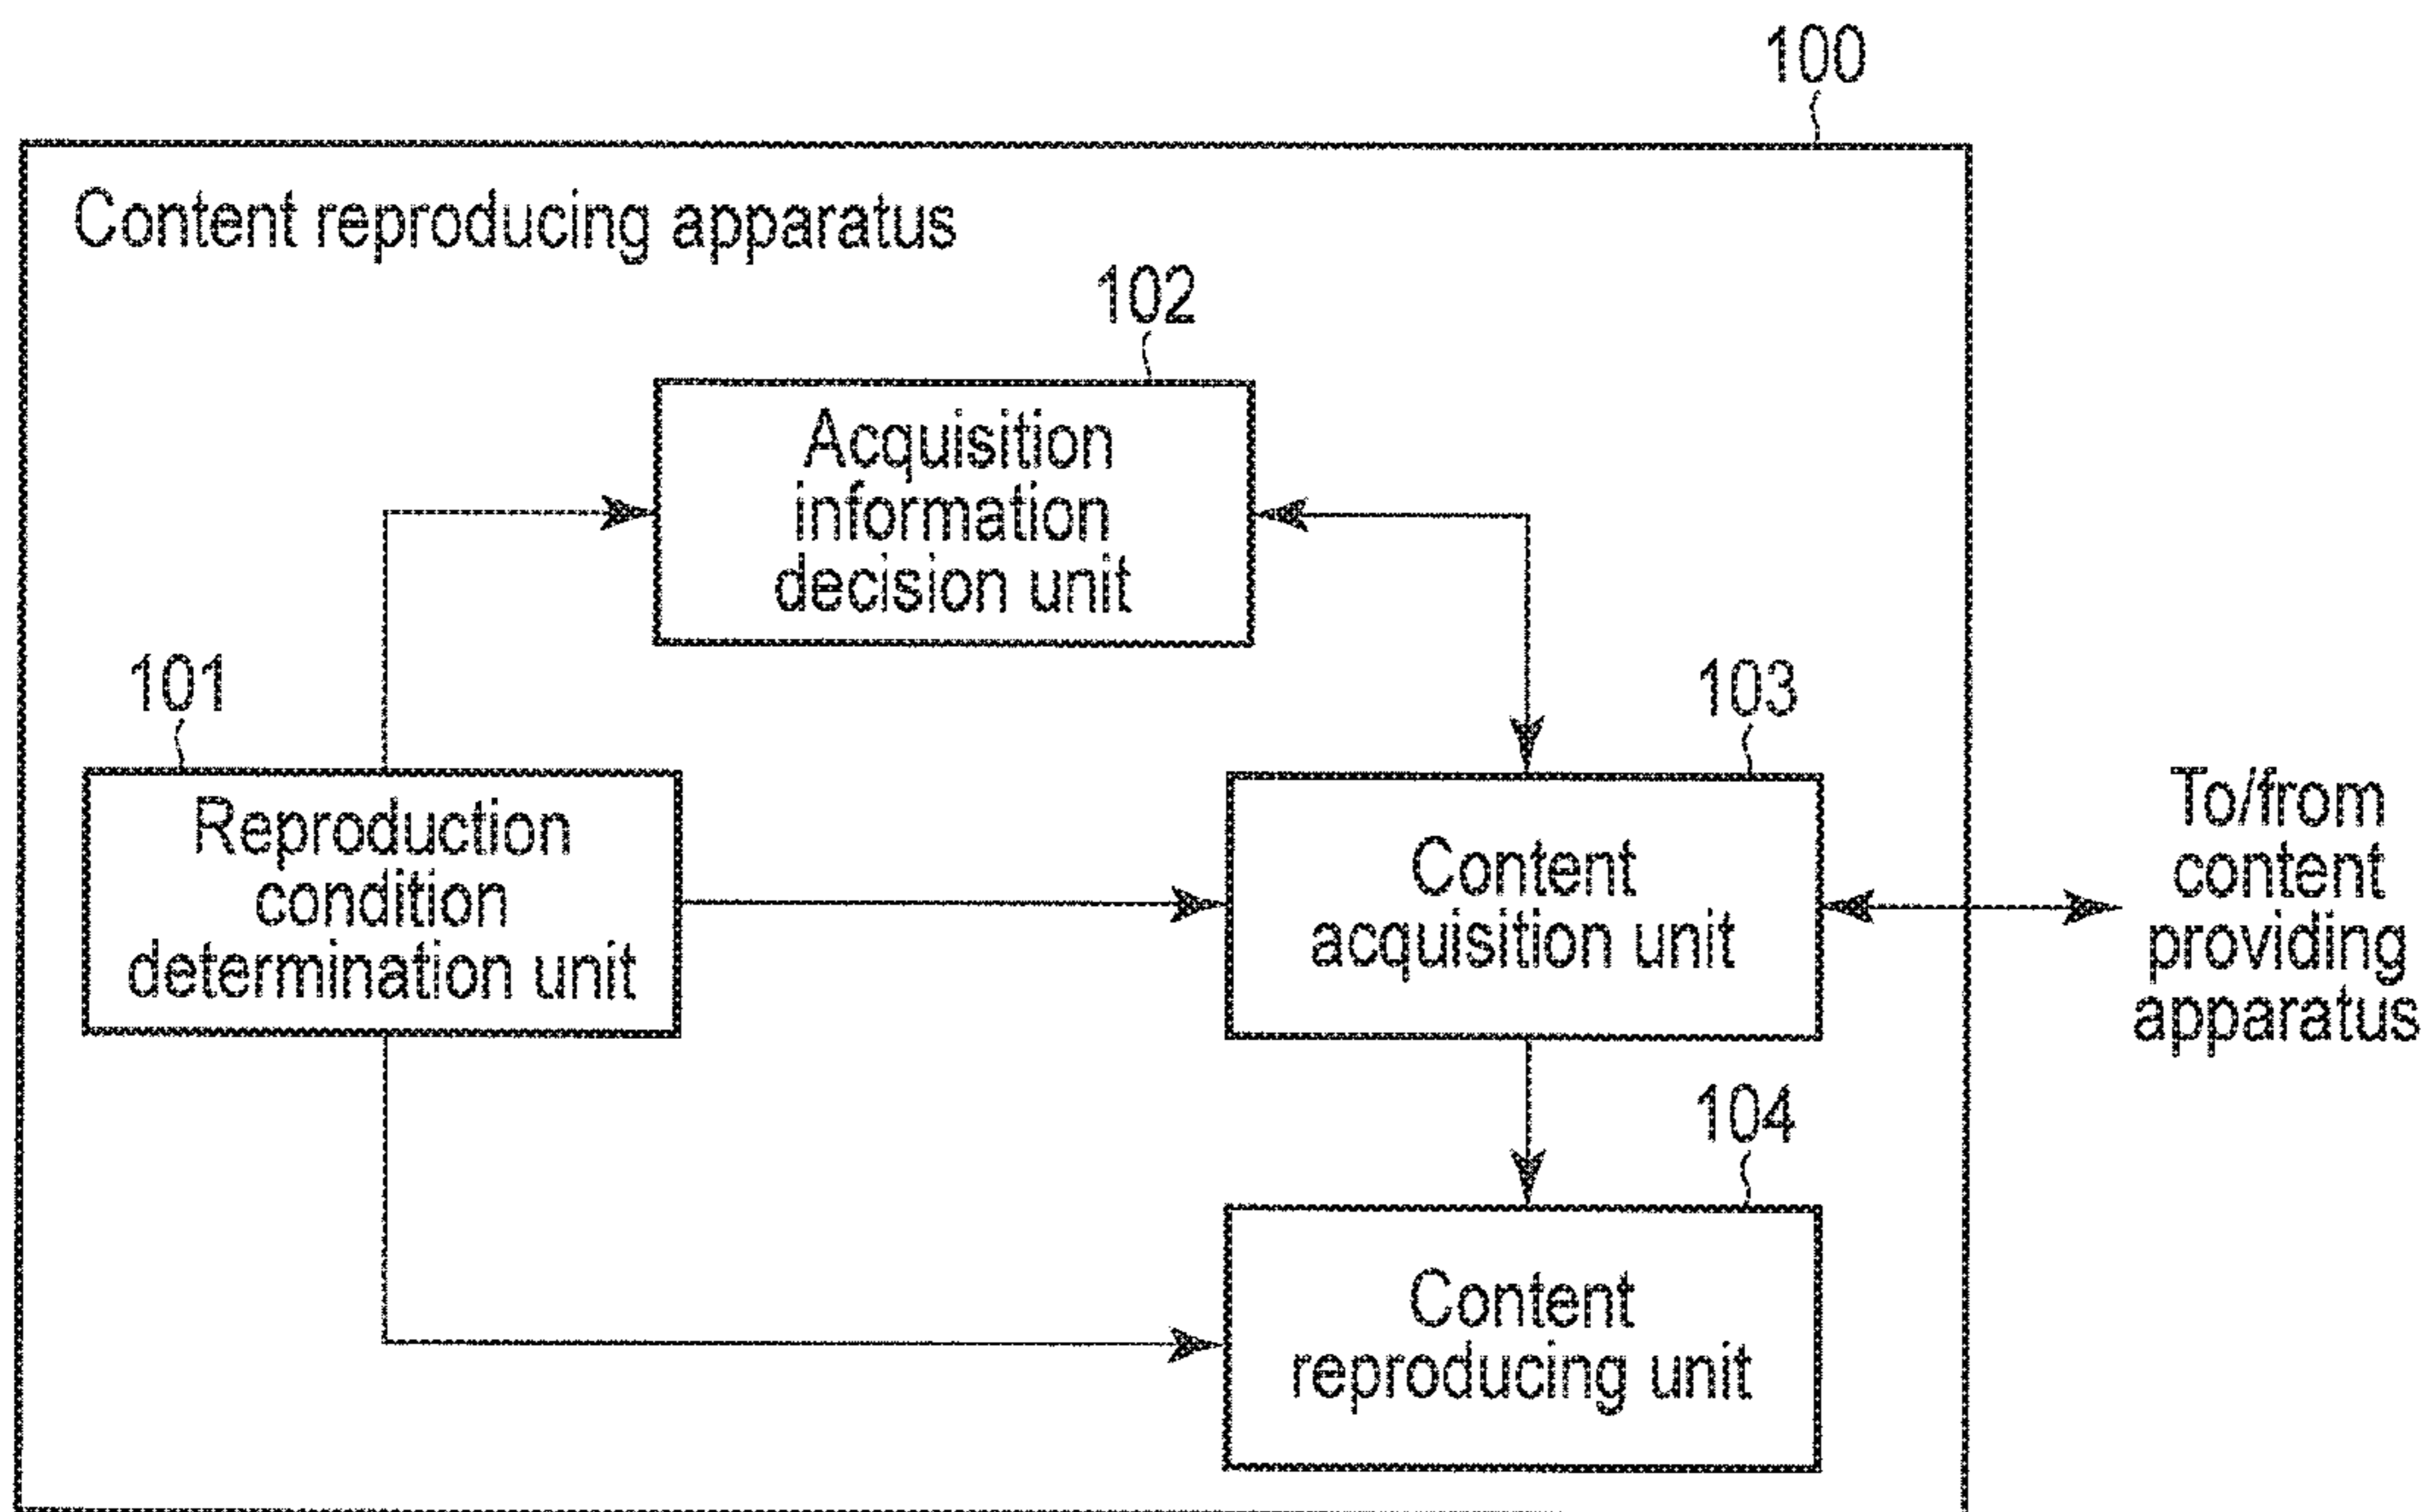 100
Content reproducing apparatus
102
Acquisition
information
decision unit
101
Reproduction
condition
determination unit
103
Content
acquisition unit
To/from
content
providing
apparatus
104
Content
reproducing unit